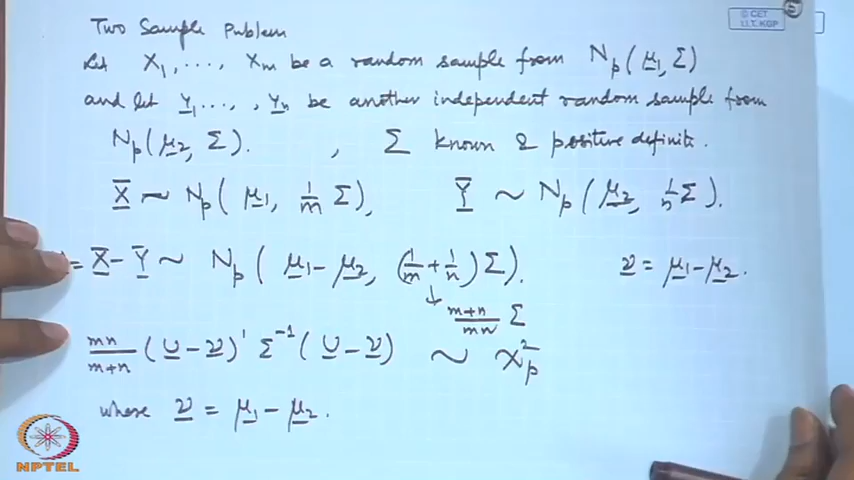 © CET
I.I.T. KGP
Two Sample Problem
Let X₁, ..., Xm be a random sample from Np(μ₁, Σ)
and let Y₁ ..., Yn be another independent random sample from
Np(μ₂, Σ). , Σ known & positive definite.
X̄ ~ Np(μ₁, 1/m Σ), Ȳ ~ Np(μ₂, 1/n Σ).
= X̄ - Ȳ ~ Np(μ₁ - μ₂, (1/m + 1/n) Σ). ν = μ₁ - μ₂.
↓ m+n/mn Σ
mn/m+n (U - ν)' Σ⁻¹ (U - ν) ~ χ²p
where ν = μ₁ - μ₂.
NPTEL